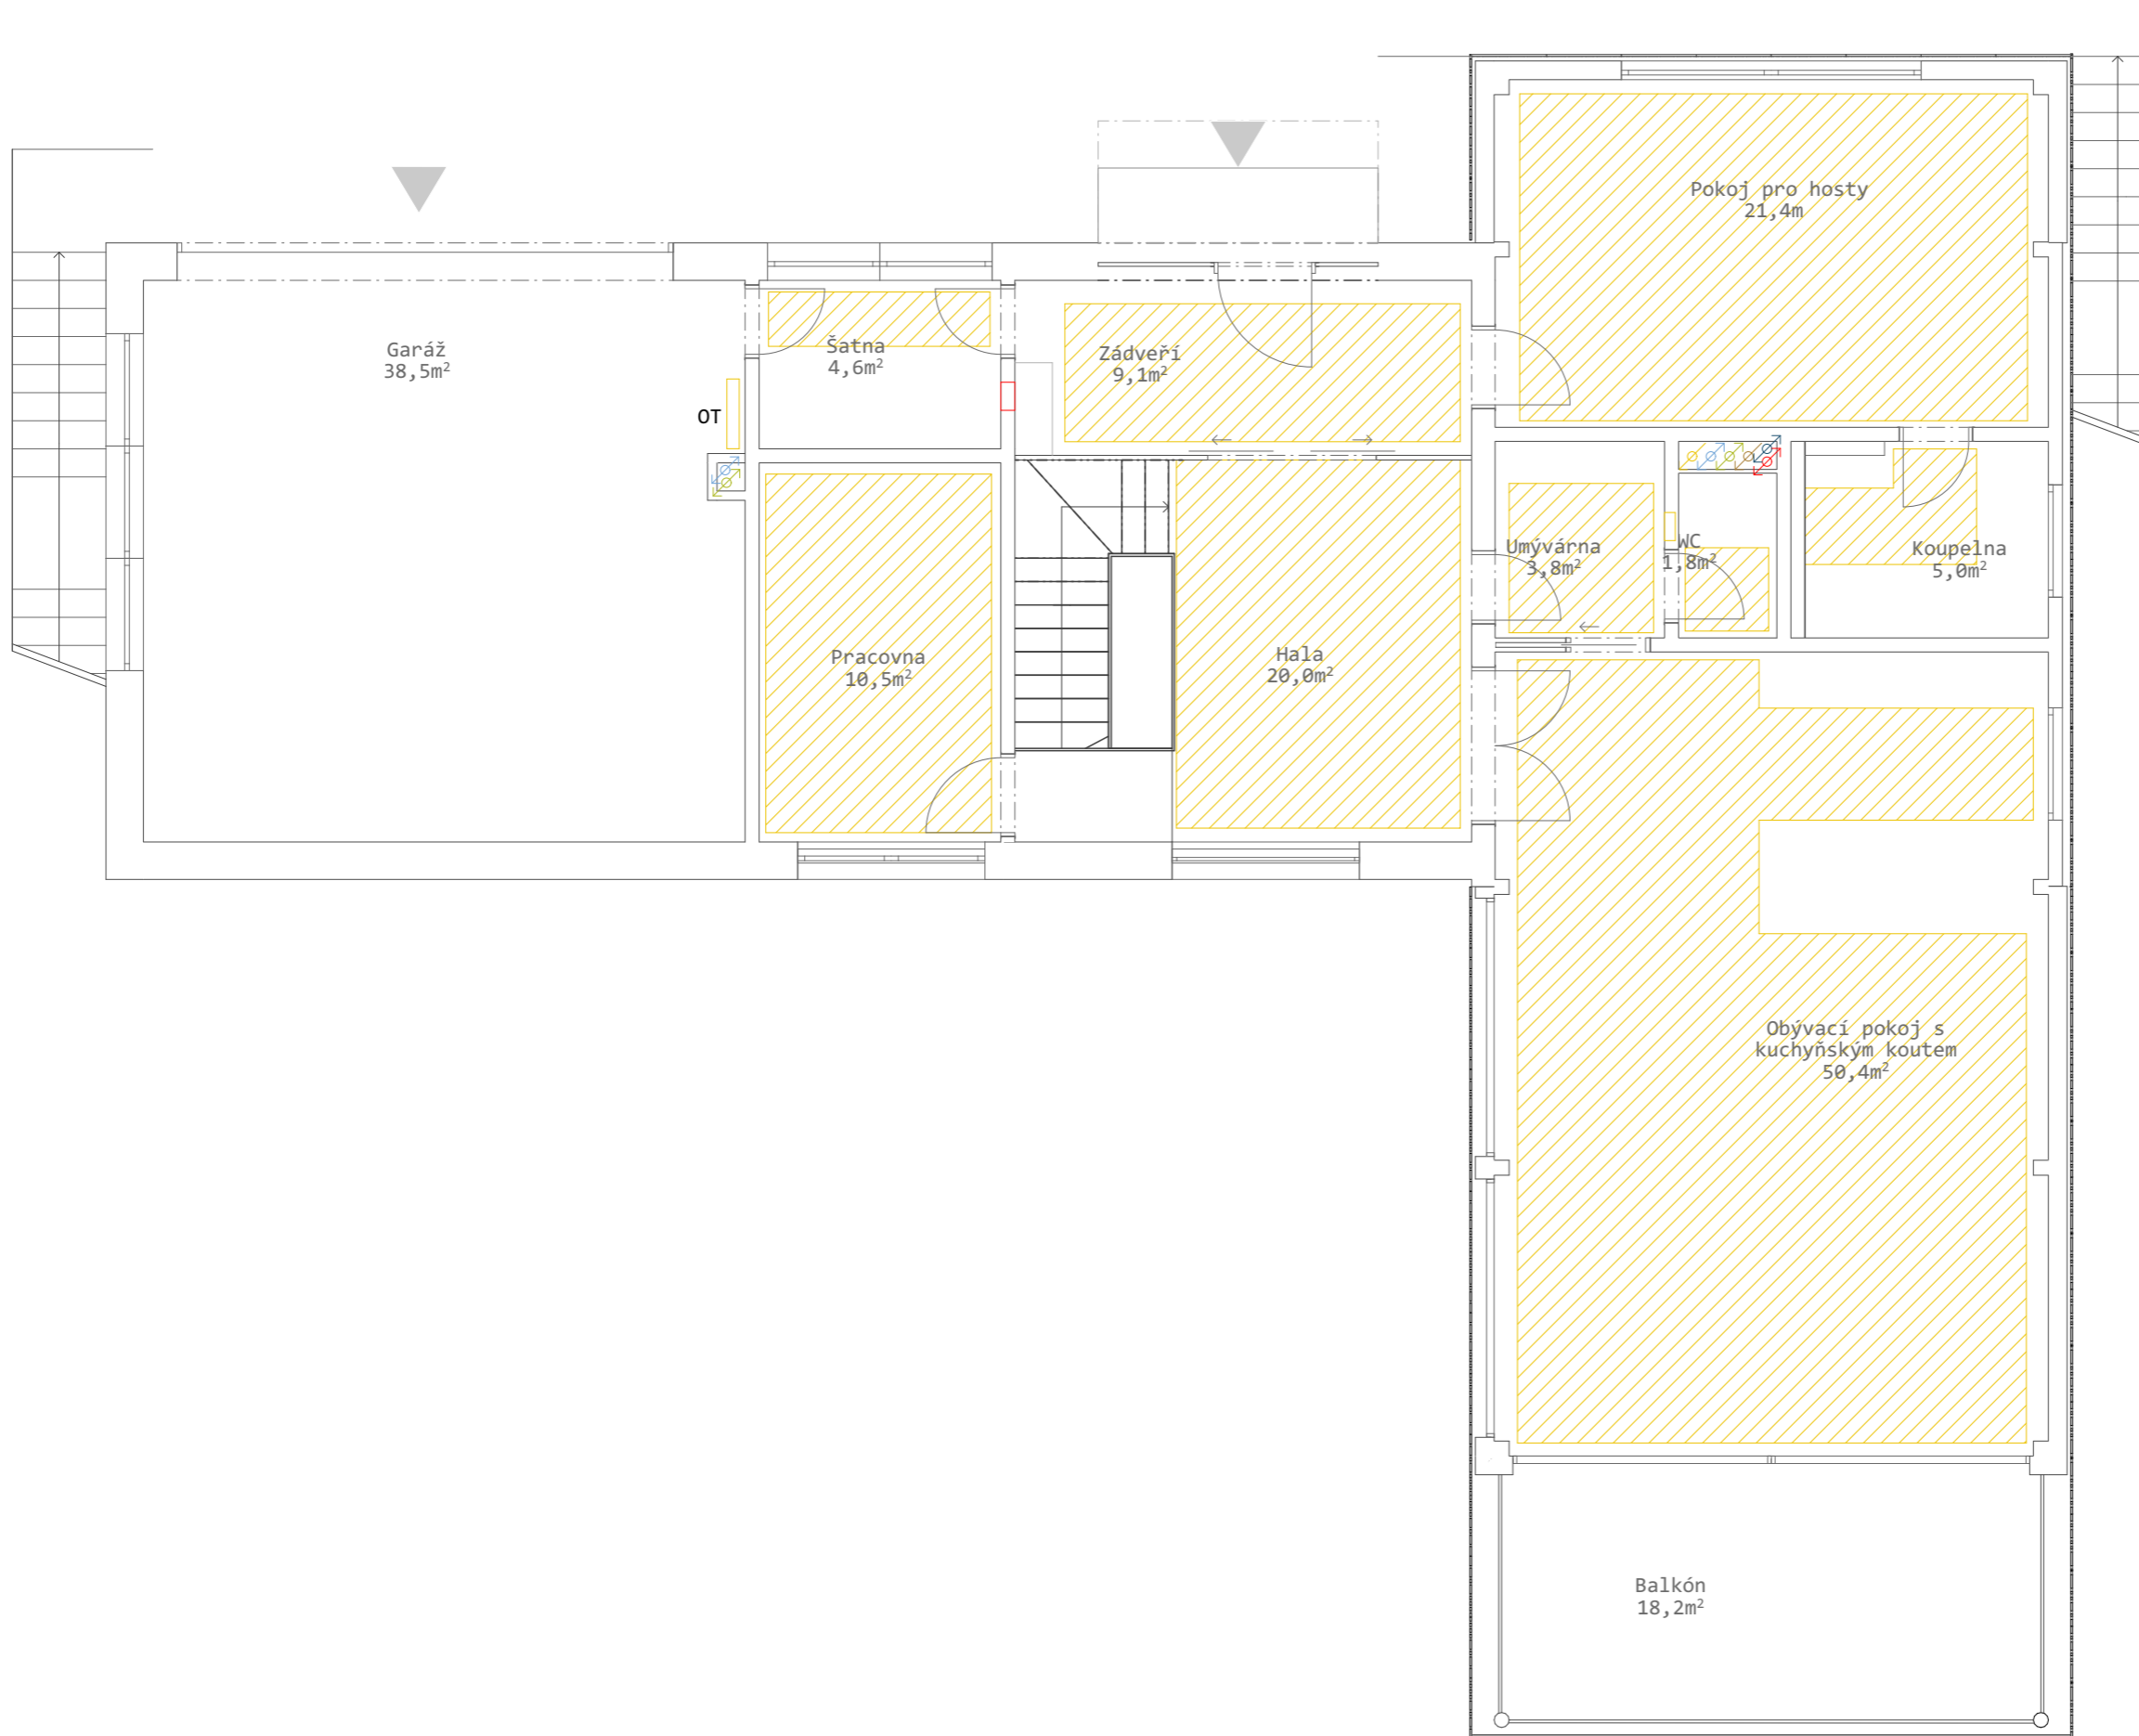 Pokoj pro hosty
21,4m
Garáž
38,5m²
Šatna
4,6m²
Zádveří
9,1m²
OT
Umývárna
3,8m²
WC
1,8m²
Koupelna
5,0m²
Pracovna
10,5m²
Hala
20,0m²
Obývací pokoj s
kuchyňským koutem
50,4m²
Balkón
18,2m²